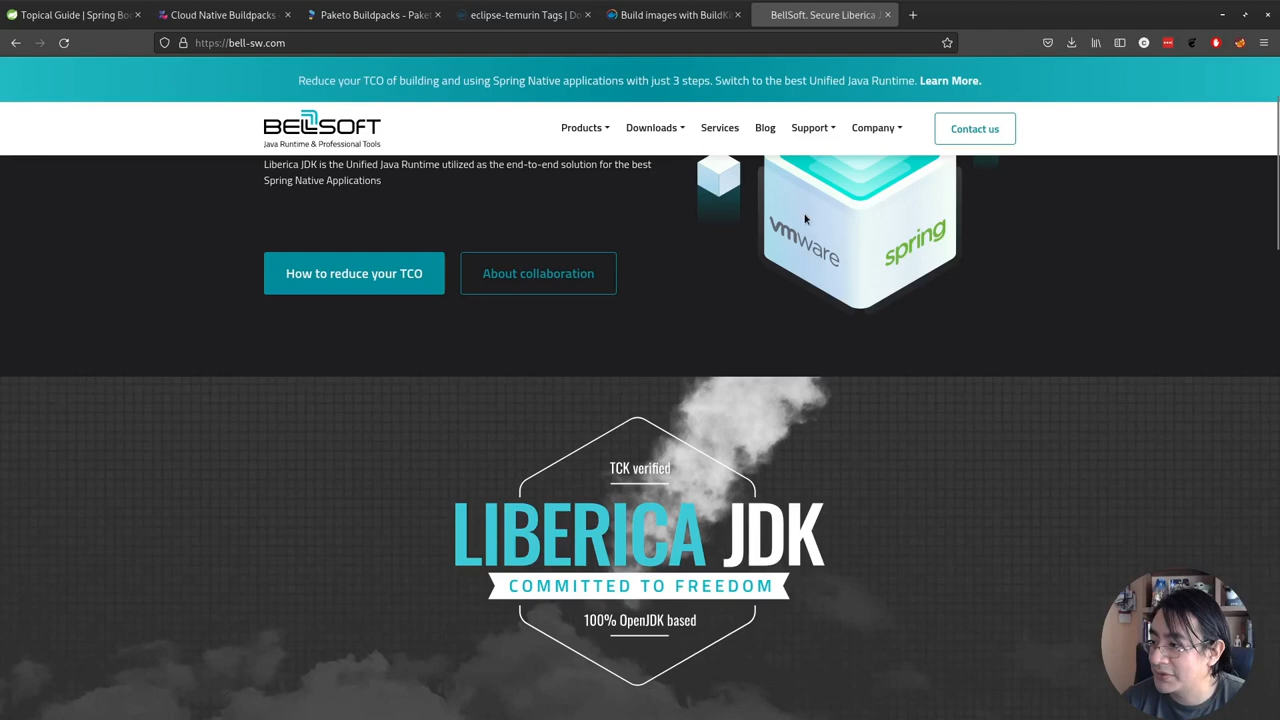 Topical Guide | Spring Boo
Cloud Native Buildpacks
Paketo Buildpacks - Paket
eclipse-temurin Tags | Do
Build images with BuildKi
BellSoft. Secure Liberica J
https://bell-sw.com
Reduce your TCO of building and using Spring Native applications with just 3 steps. Switch to the best Unified Java Runtime. Learn More.
BELLSOFT
Java Runtime & Professional Tools
Products
Downloads
Services
Blog
Support
Company
Contact us
Liberica JDK is the Unified Java Runtime utilized as the end-to-end solution for the best
Spring Native Applications
vmware
spring
How to reduce your TCO
About collaboration
TCK verified
LIBERICA JDK
COMMITTED TO FREEDOM
100% OpenJDK based